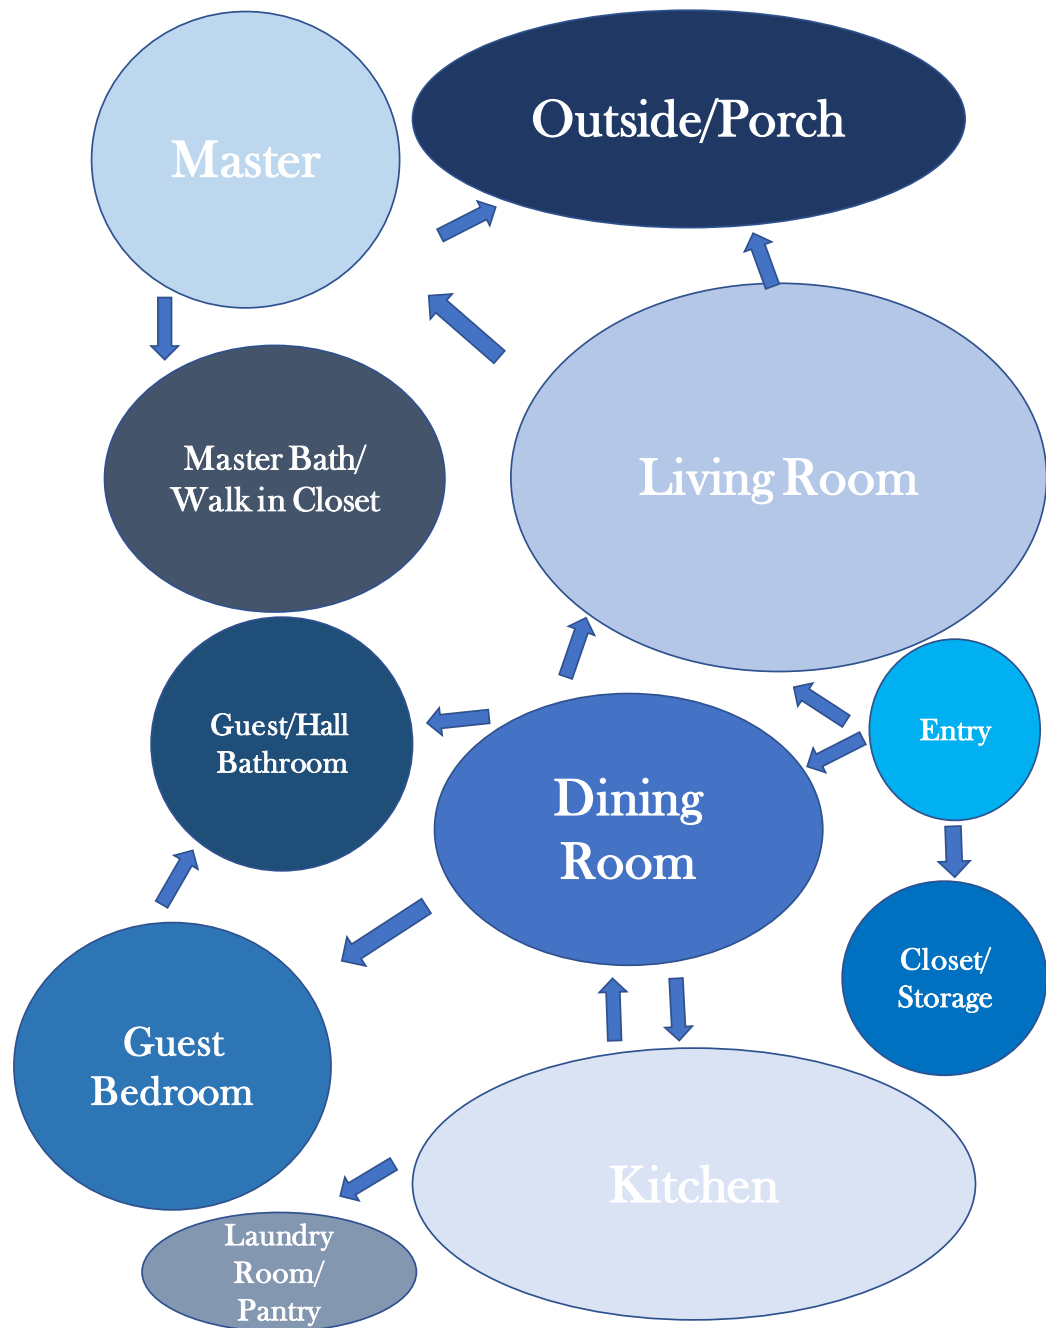 Outside/Porch
Master
Master Bath/
Walk in Closet
Living Room
Guest/Hall
Bathroom
Entry
Dining
Room
Closet/
Storage
Guest
Bedroom
Kitchen
Laundry
Room/
Pantry